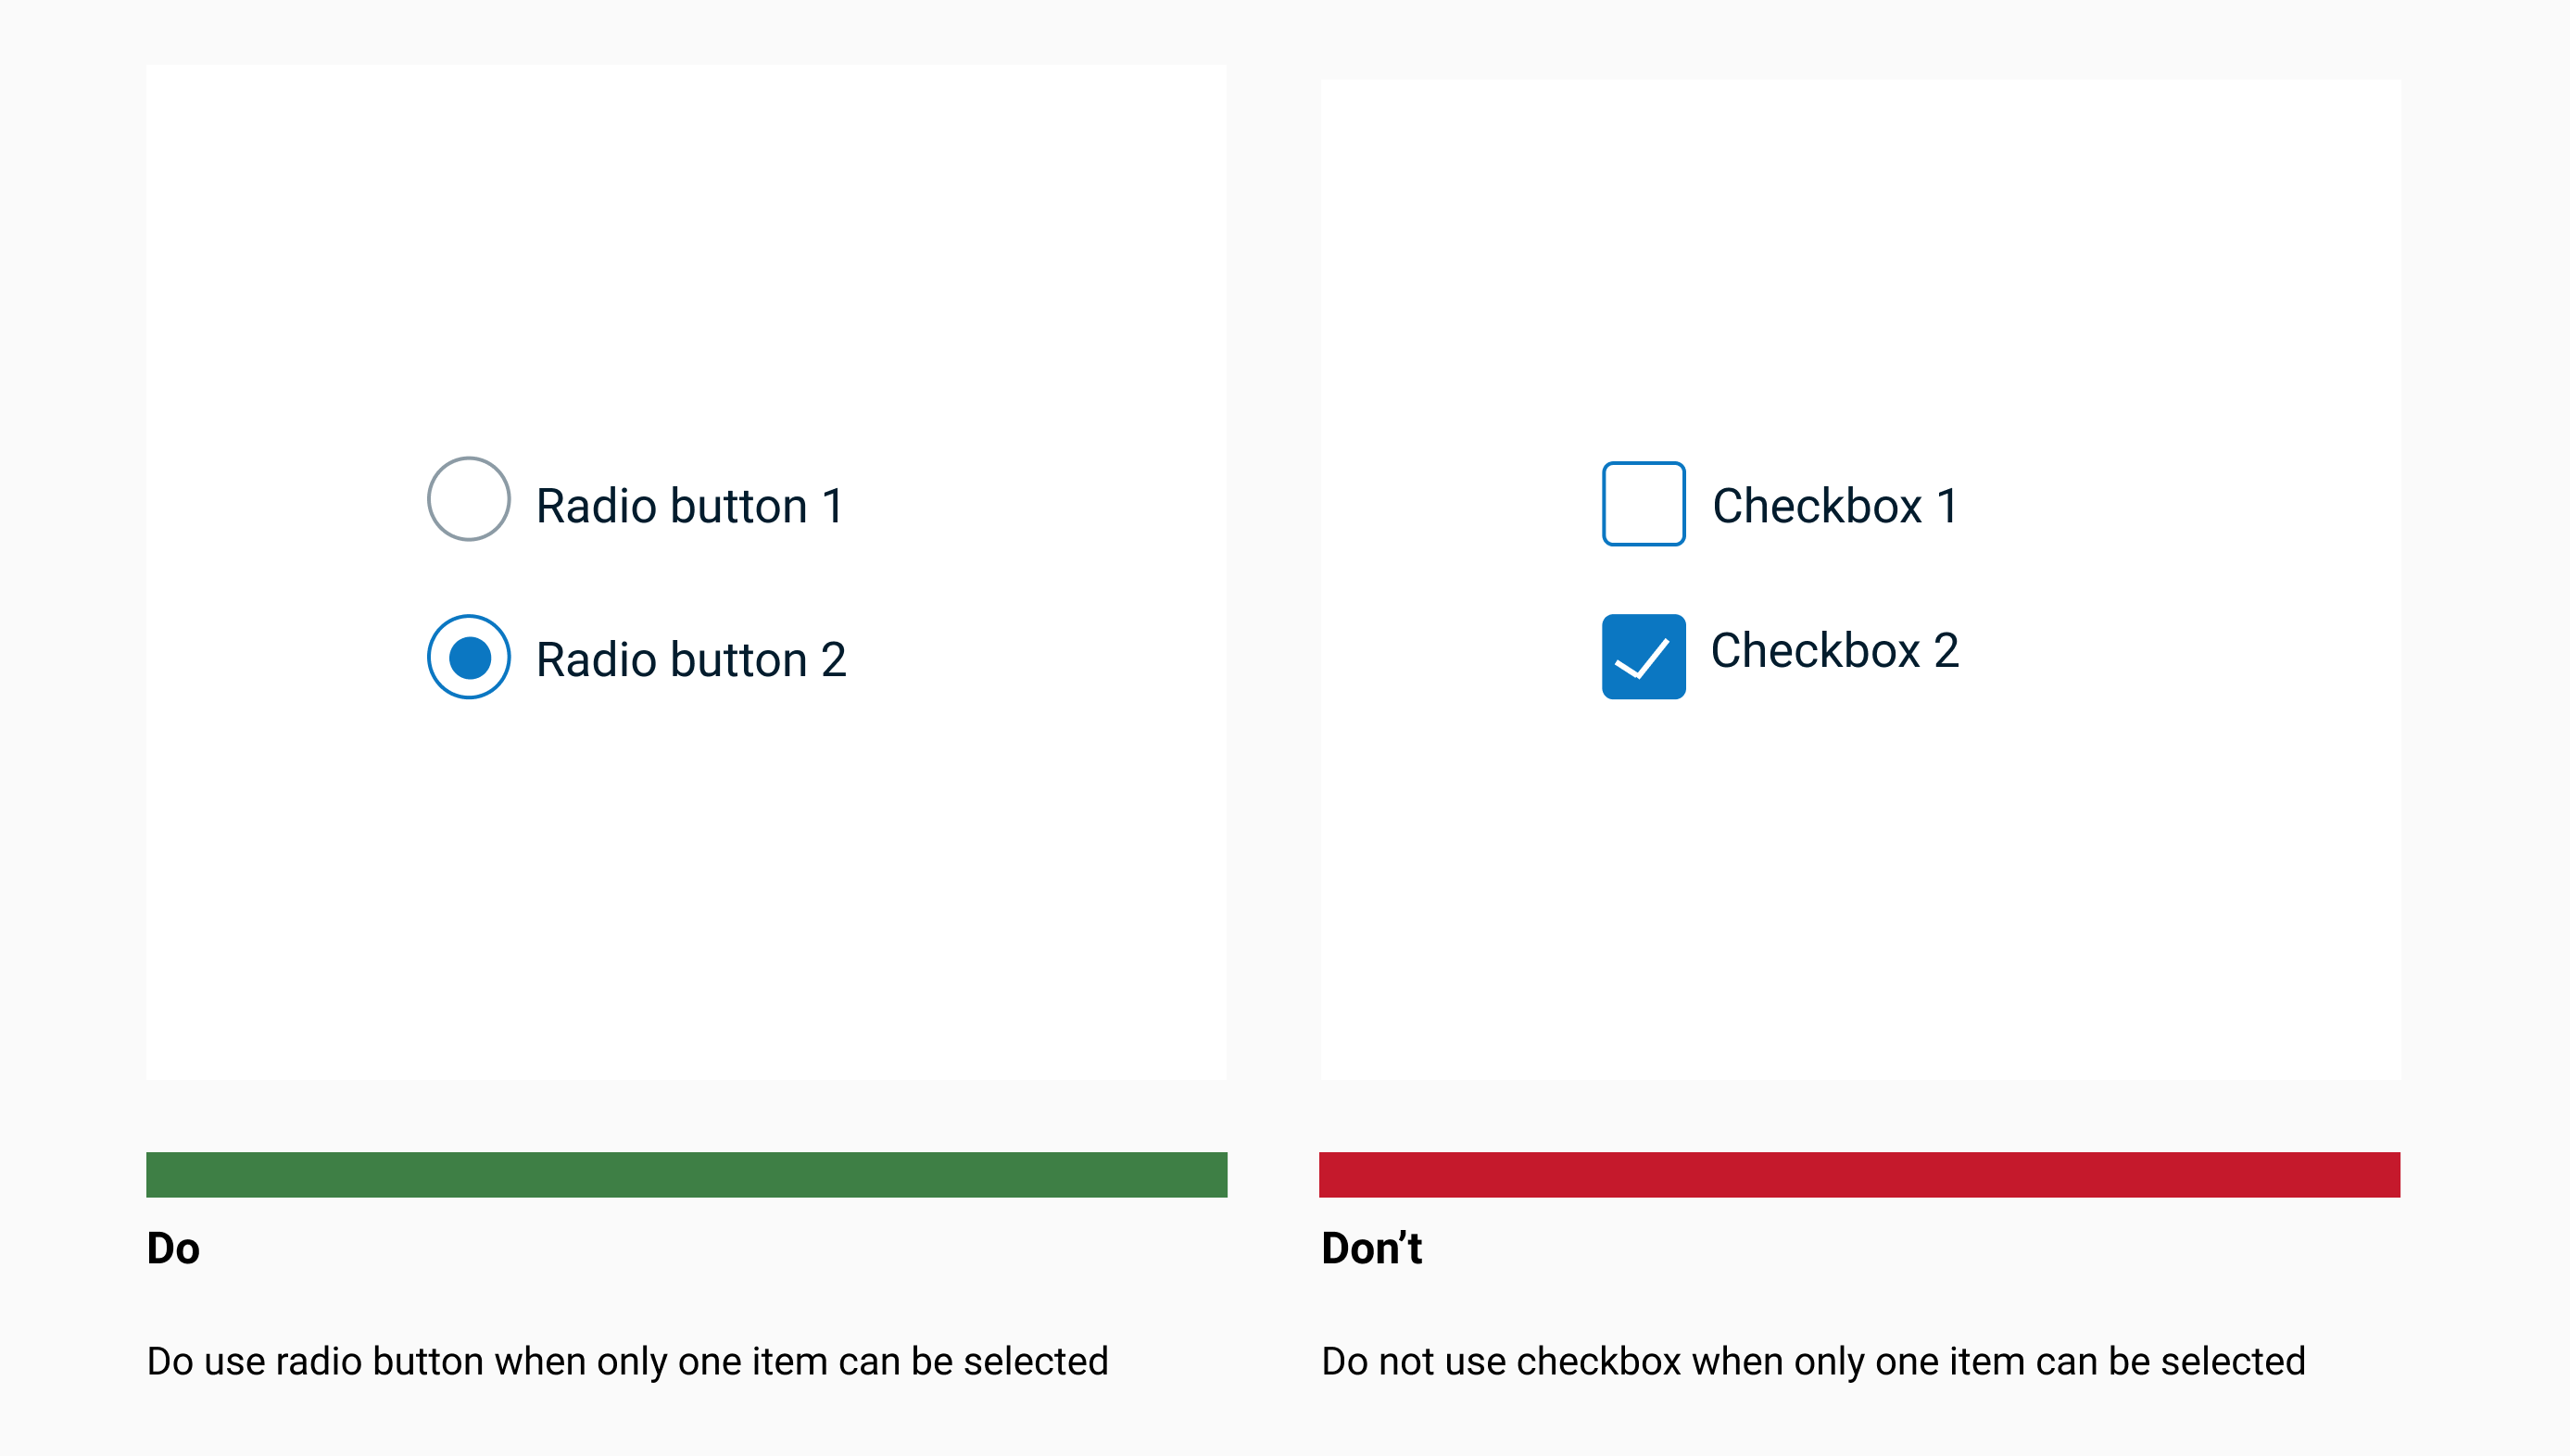 Radio button 1
Radio button 2
Checkbox 1
Checkbox 2
Do
Do use radio button when only one item can be selected
Don’t
Do not use checkbox when only one item can be selected